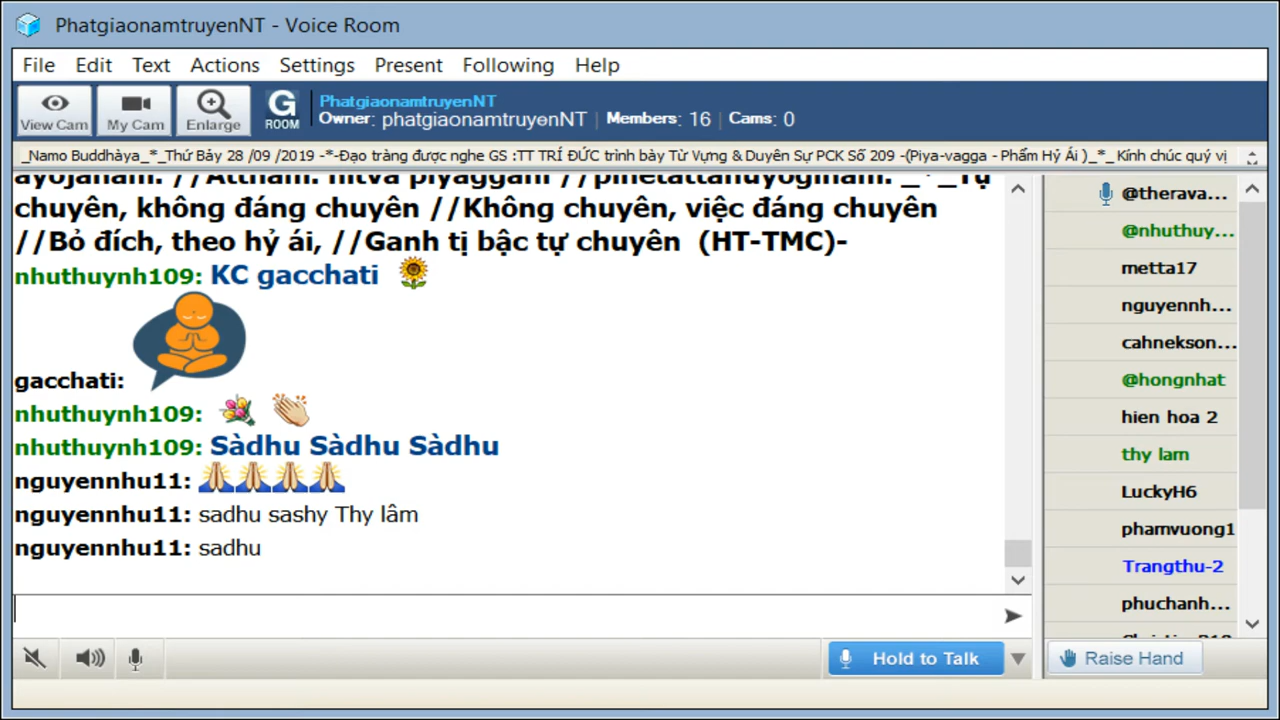 PhatgiaonamtruyenNT - Voice Room
File Edit Text Actions Settings Present Following Help
View Cam My Cam Enlarge G ROOM
PhatgiaonamtruyenNT
Owner: phatgiaonamtruyenNT | Members: 16 | Cams: 0
_Namo Buddhàya_*_Thứ Bảy 28 /09 /2019 -*-Đạo tràng được nghe GS :TT TRÍ ĐỨC trình bày Từ Vựng & Duyên Sự PCK Số 209 -(Piya-vagga - Phẩm Hỷ Ái )_*_ Kính chúc quý vị
chuyên, không đáng chuyên //Không chuyên, việc đáng chuyên
//Bỏ đích, theo hỷ ái, //Ganh tị bậc tự chuyên (HT-TMC)-
nhuthuynh109: KC gacchati
gacchati:
nhuthuynh109:
nhuthuynh109: Sàdhu Sàdhu Sàdhu
nguyennhu11:
nguyennhu11: sadhu sashy Thy lâm
nguyennhu11: sadhu
@therava...
@nhuthuy...
metta17
nguyennh...
cahnekson...
@hongnhat
hien hoa 2
thy lam
LuckyH6
phamvuong1
Trangthu-2
phuchanh...
Hold to Talk
Raise Hand